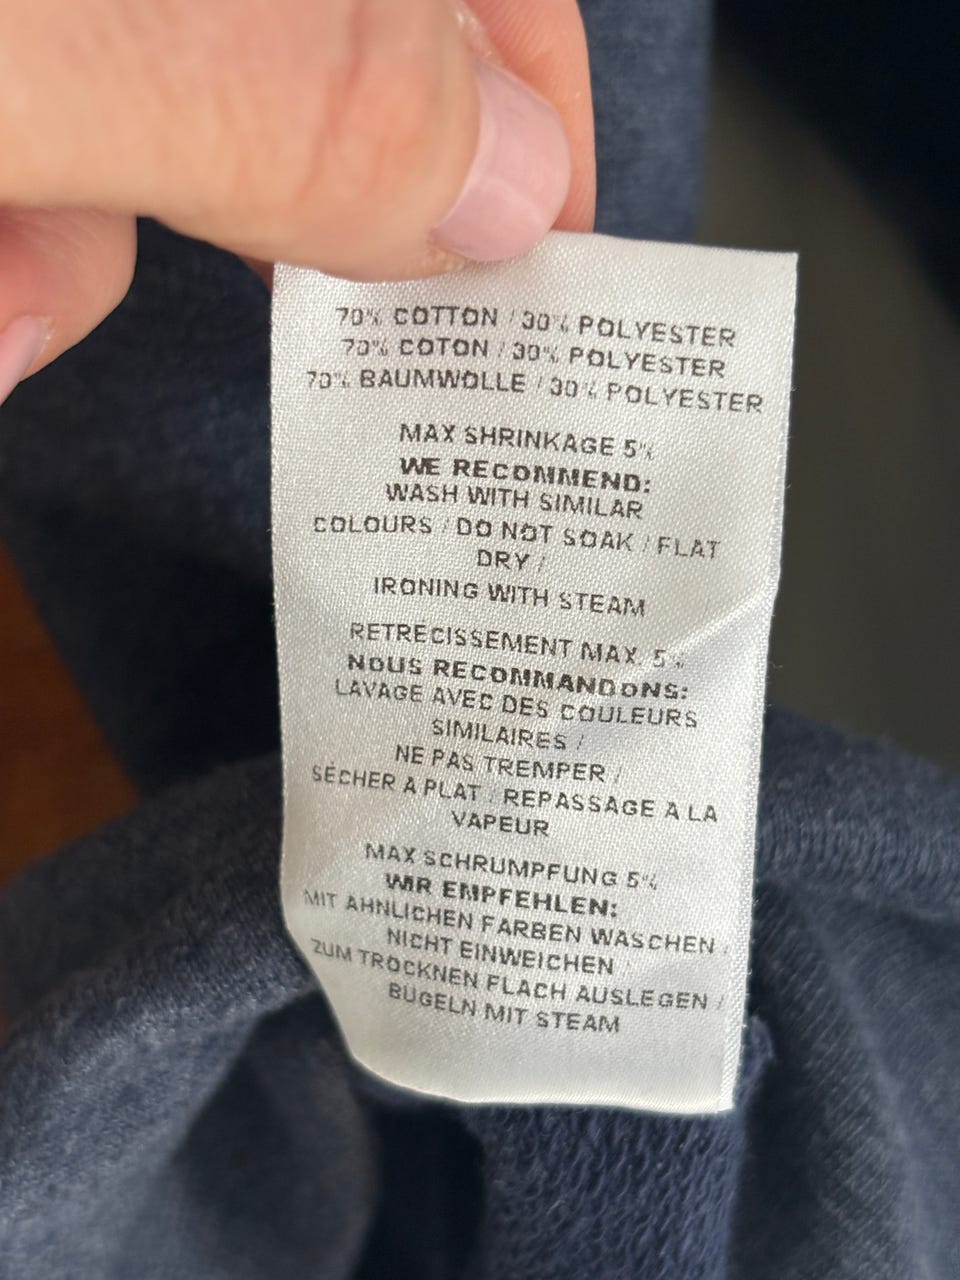 70% COTTON / 30% POLYESTER
70% COTON / 30% POLYESTER
70% BAUMWOLLE / 30% POLYESTER
MAX SHRINKAGE 5%
WE RECOMMEND:
WASH WITH SIMILAR
COLOURS / DO NOT SOAK / FLAT
DRY /
IRONING WITH STEAM
RETRECISSEMENT MAX. 5%
NOUS RECOMMANDONS:
LAVAGE AVEC DES COULEURS
SIMILAIRES /
NE PAS TREMPER /
SÉCHER A PLAT / REPASSAGE A LA
VAPEUR
MAX SCHRUMPFUNG 5%
WIR EMPFEHLEN:
MIT AHNLICHEN FARBEN WASCHEN /
NICHT EINWEICHEN
ZUM TROCKNEN FLACH AUSLEGEN /
BUGELN MIT STEAM